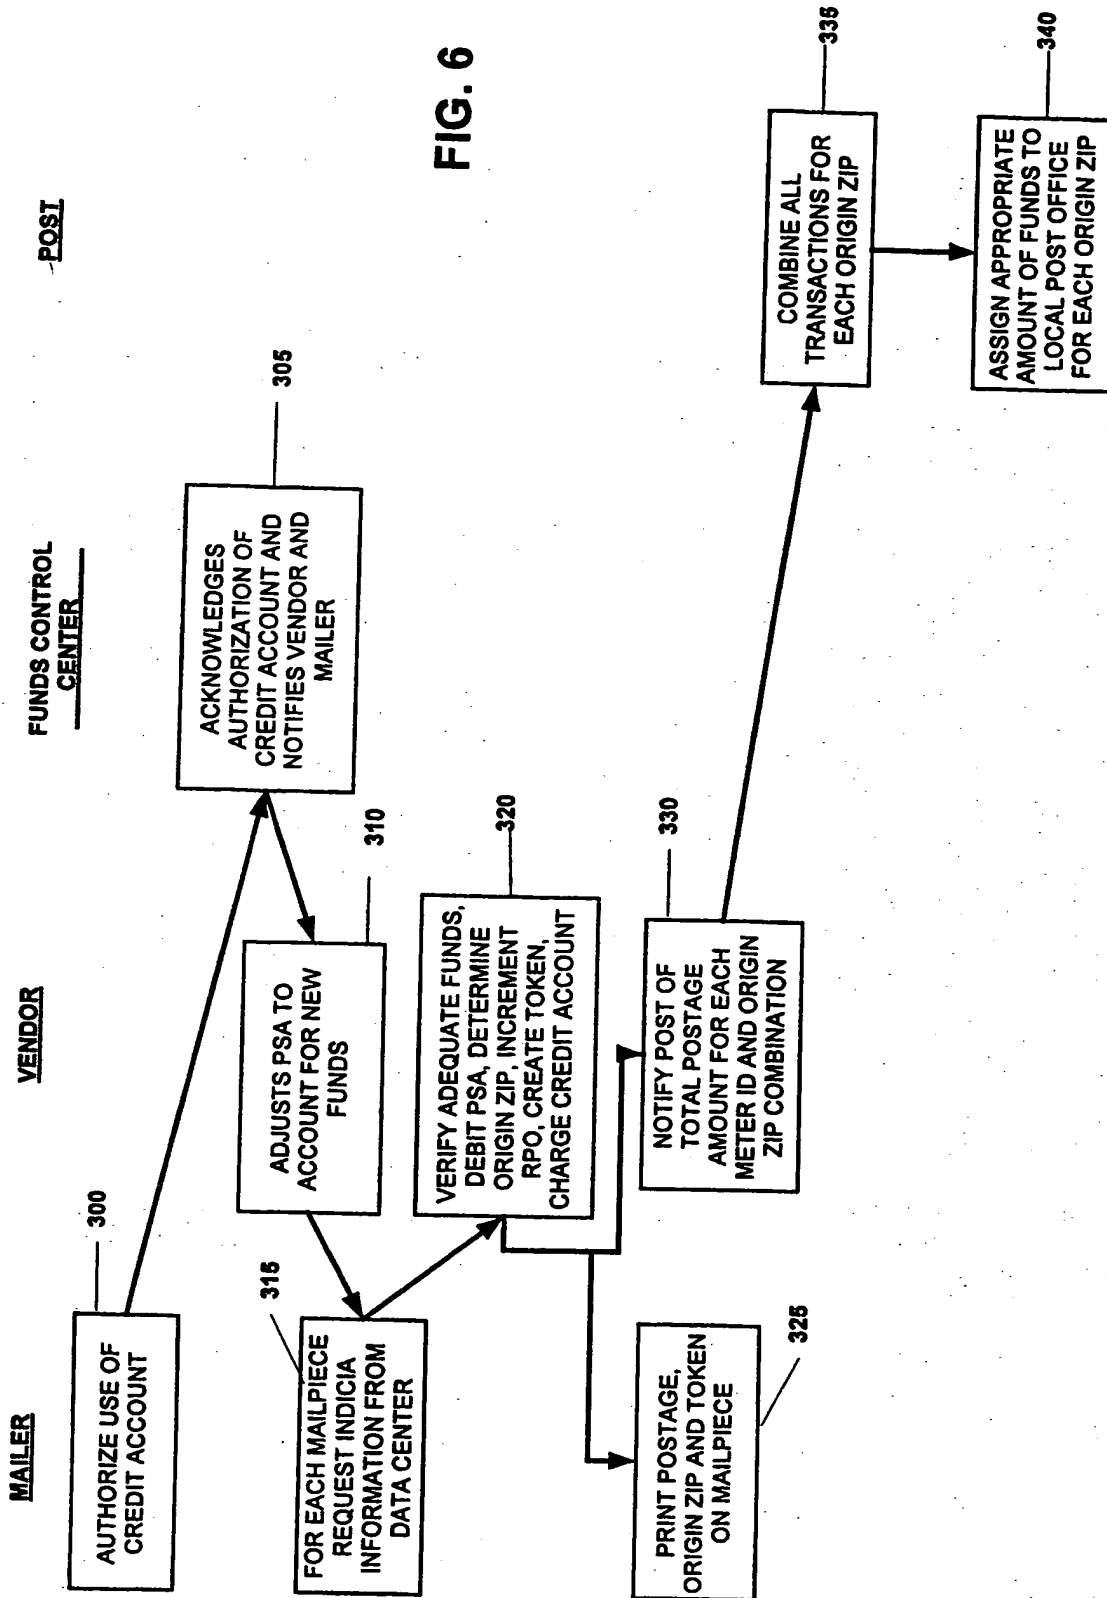 MAILER
VENDOR
FUNDS CONTROL
CENTER
POST
300
AUTHORIZE USE OF
CREDIT ACCOUNT
305
ACKNOWLEDGES
AUTHORIZATION OF
CREDIT ACCOUNT AND
NOTIFIES VENDOR AND
MAILER
310
ADJUSTS PSA TO
ACCOUNT FOR NEW
FUNDS
315
FOR EACH MAILPIECE
REQUEST INDICIA
INFORMATION FROM
DATA CENTER
320
VERIFY ADEQUATE FUNDS,
DEBIT PSA, DETERMINE
ORIGIN ZIP, INCREMENT
RPO, CREATE TOKEN,
CHARGE CREDIT ACCOUNT
325
PRINT POSTAGE,
ORIGIN ZIP AND TOKEN
ON MAILPIECE
330
NOTIFY POST OF
TOTAL POSTAGE
AMOUNT FOR EACH
METER ID AND ORIGIN
ZIP COMBINATION
335
COMBINE ALL
TRANSACTIONS FOR
EACH ORIGIN ZIP
340
ASSIGN APPROPRIATE
AMOUNT OF FUNDS TO
LOCAL POST OFFICE
FOR EACH ORIGIN ZIP
FIG. 6